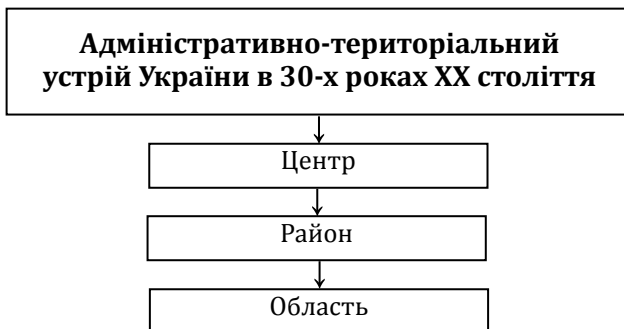 Адміністративно-територіальний
устрій України в 30-х роках ХХ століття
Центр
Район
Область